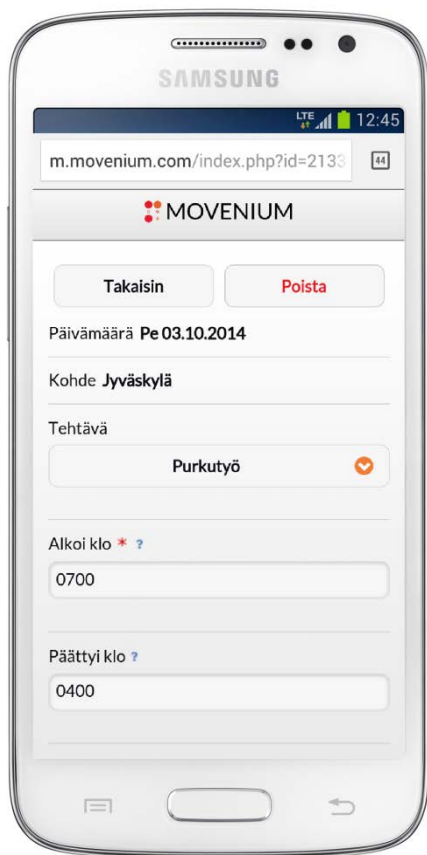 SAMSUNG
LTE 12:45
m.movenium.com/index.php?id=2133 44
MOVENIUM
Takaisin Poista
Päivämäärä Pe 03.10.2014
Kohde Jyväskylä
Tehtävä
Purkutyö
Alkoi klo * ?
0700
Päättyi klo ?
0400